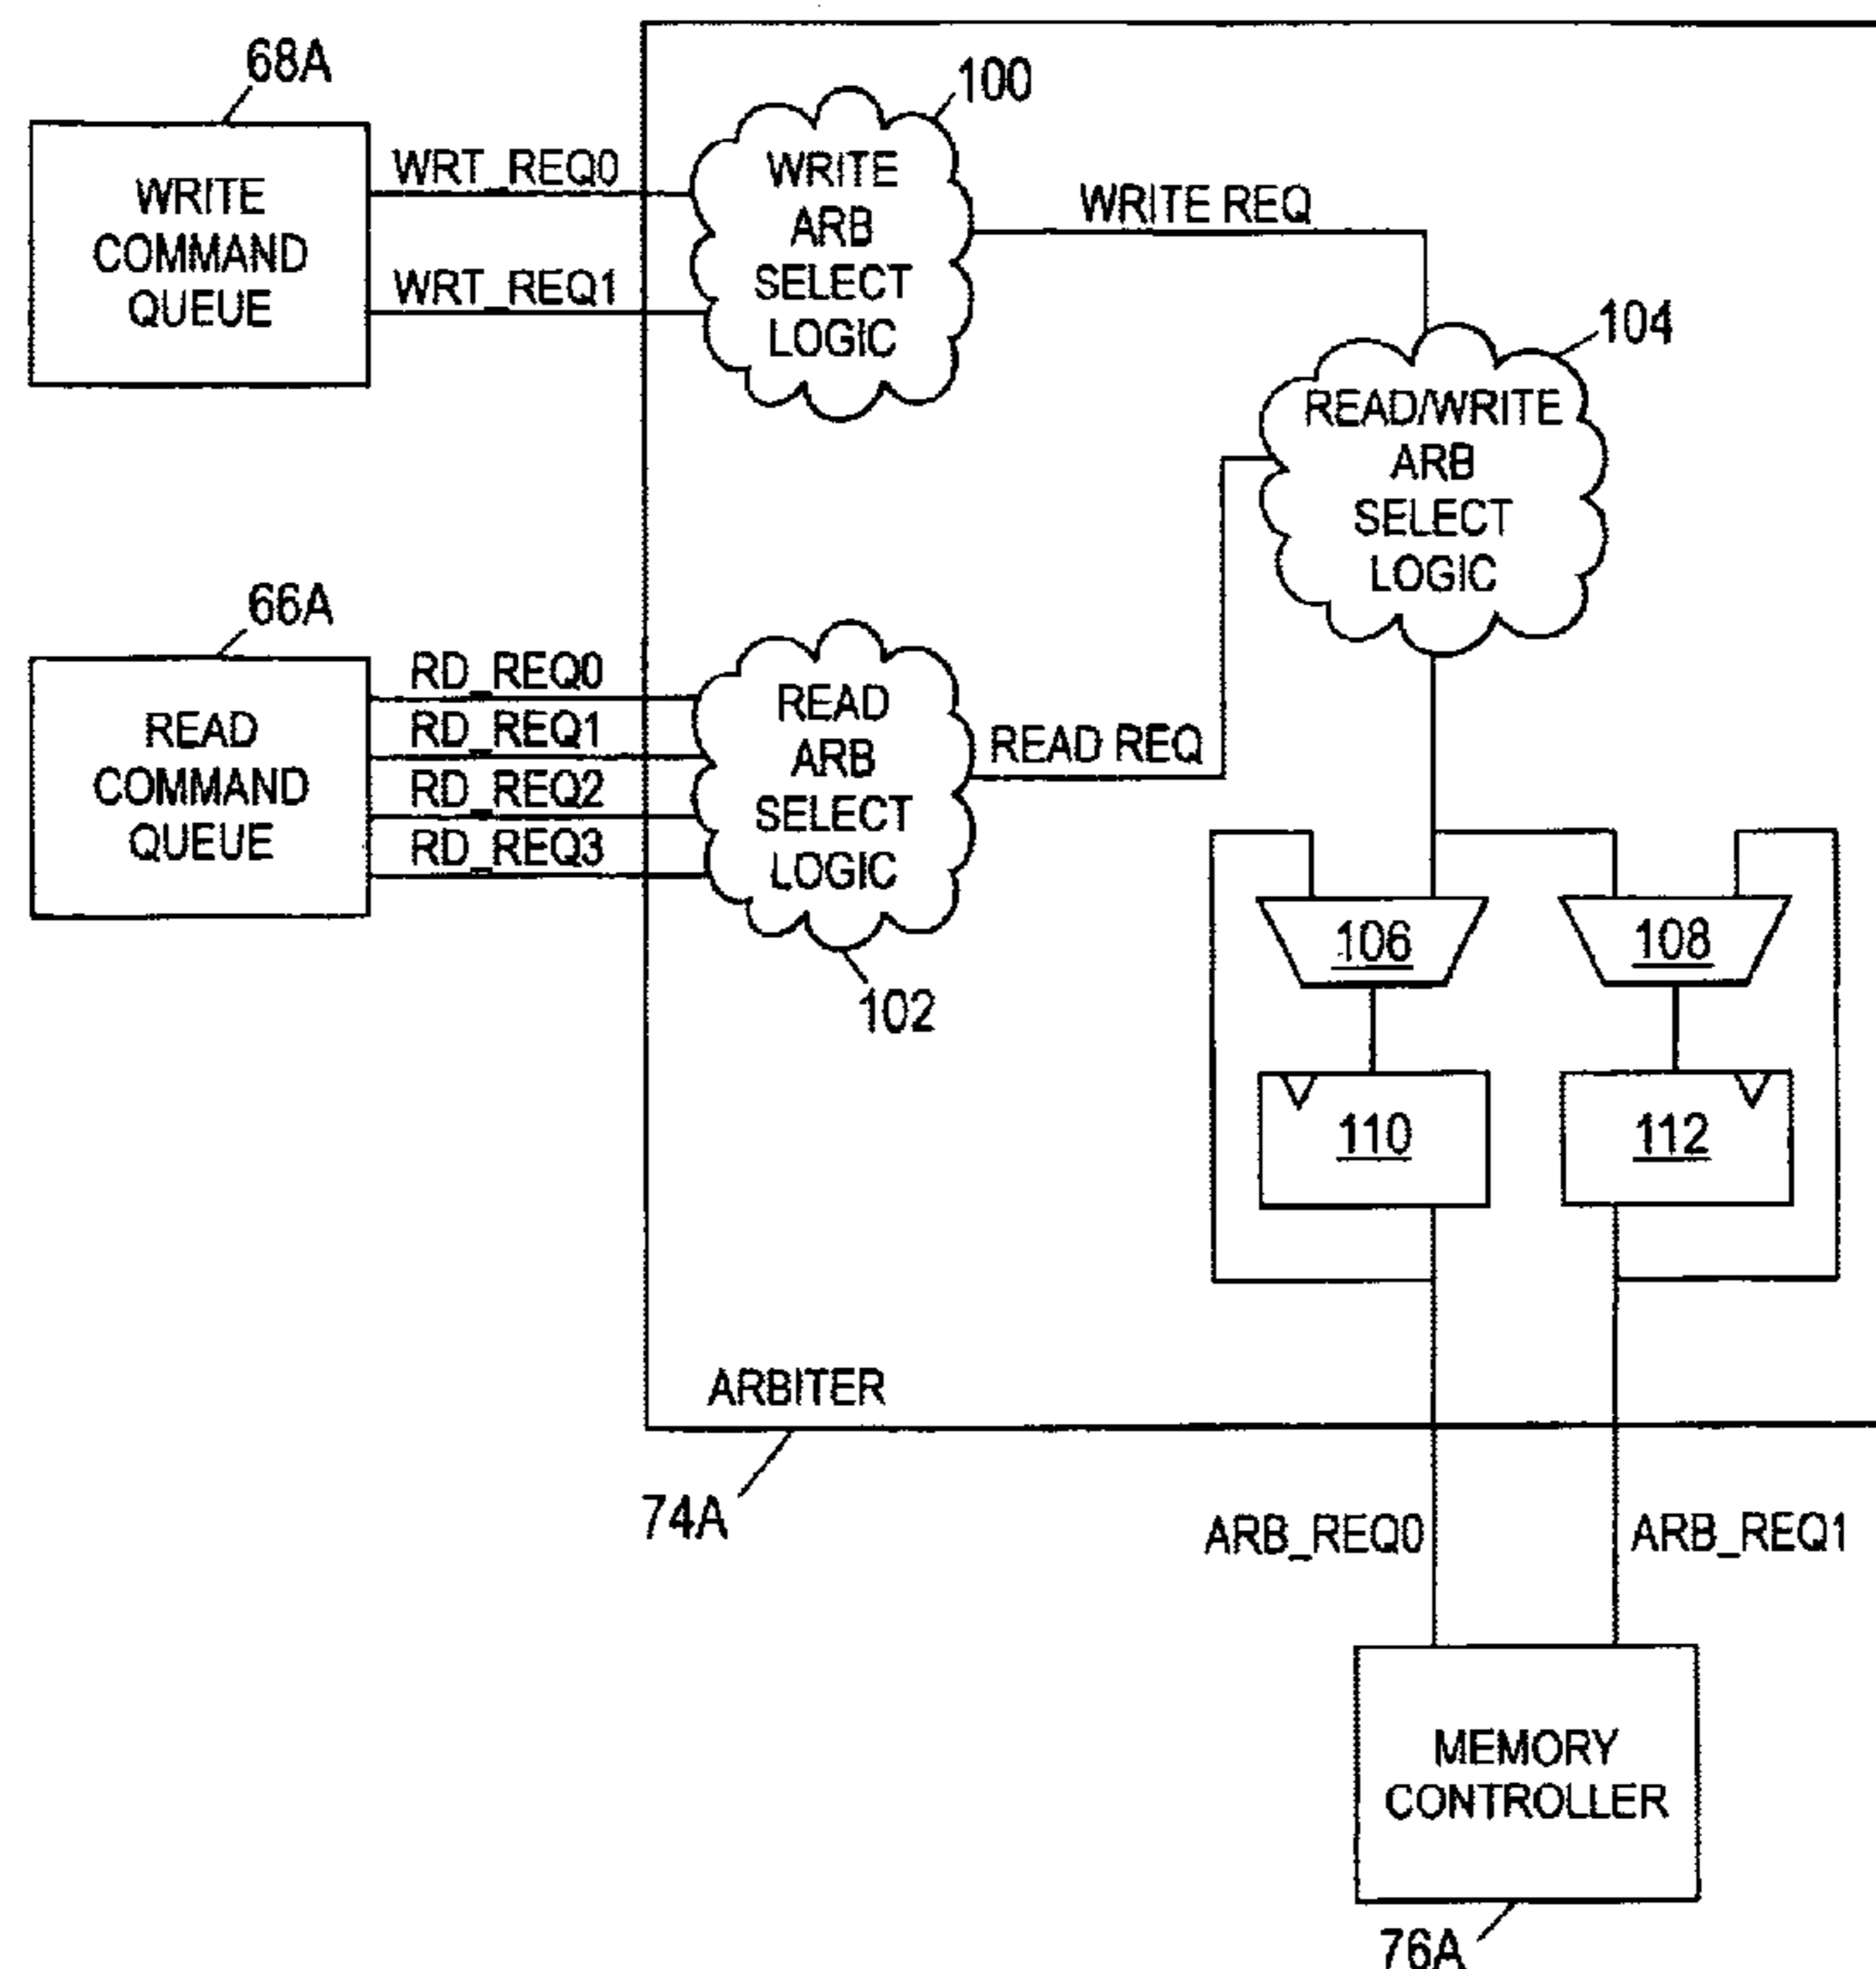 68A
WRITE
COMMAND
QUEUE
WRT_REQ0
WRT_REQ1
100
WRITE
ARB
SELECT
LOGIC
WRITE REQ
104
READ/WRITE
ARB
SELECT
LOGIC
66A
READ
COMMAND
QUEUE
RD_REQ0
RD_REQ1
RD_REQ2
RD_REQ3
READ
ARB
SELECT
LOGIC
READ REQ
102
106
108
110
112
ARBITER
74A
ARB_REQ0
ARB_REQ1
MEMORY
CONTROLLER
76A